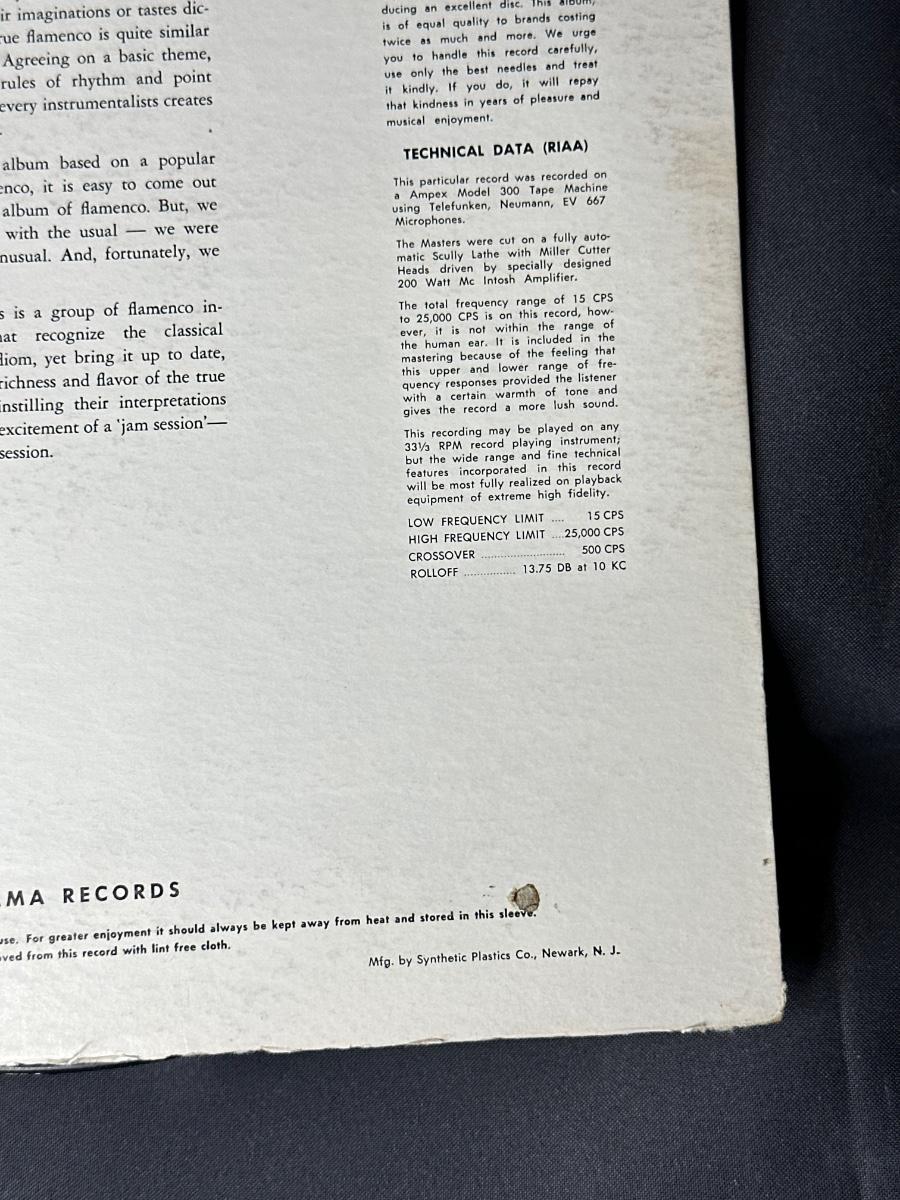 ir imaginations or tastes dic-
rue flamenco is quite similar
Agreeing on a basic theme,
rules of rhythm and point
every instrumentalists creates
.
album based on a popular
enco, it is easy to come out
album of flamenco. But, we
with the usual — we were
nusual. And, fortunately, we
s is a group of flamenco in-
hat recognize the classical
diom, yet bring it up to date,
richness and flavor of the true
instilling their interpretations
excitement of a 'jam session'—
session.
ducing an excellent disc. This album,
is of equal quality to brands costing
twice as much and more. We urge
you to handle this record carefully,
use only the best needles and treat
it kindly. If you do, it will repay
that kindness in years of pleasure and
musical enjoyment.
TECHNICAL DATA (RIAA)
This particular record was recorded on
a Ampex Model 300 Tape Machine
using Telefunken, Neumann, EV 667
Microphones.
The Masters were cut on a fully auto-
matic Scully Lathe with Miller Cutter
Heads driven by specially designed
200 Watt Mc Intosh Amplifier.
The total frequency range of 15 CPS
to 25,000 CPS is on this record, how-
ever, it is not within the range of
the human ear. It is included in the
mastering because of the feeling that
this upper and lower range of fre-
quency responses provided the listener
with a certain warmth of tone and
gives the record a more lush sound.
This recording may be played on any
33⅓ RPM record playing instrument;
but the wide range and fine technical
features incorporated in this record
will be most fully realized on playback
equipment of extreme high fidelity.
LOW FREQUENCY LIMIT .... 15 CPS
HIGH FREQUENCY LIMIT ....25,000 CPS
CROSSOVER .......................... 500 CPS
ROLLOFF ................ 13.75 DB at 10 KC
MA RECORDS
use. For greater enjoyment it should always be kept away from heat and stored in this sleeve.
oved from this record with lint free cloth.
Mfg. by Synthetic Plastics Co., Newark, N. J.